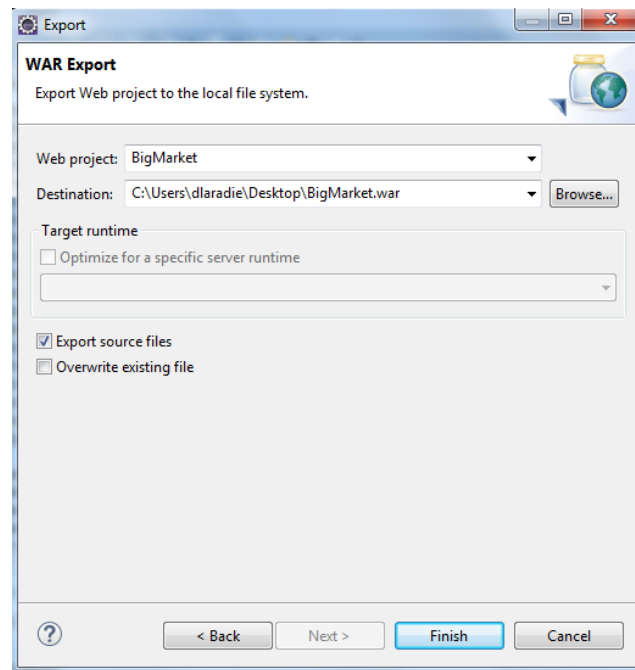 Export
WAR Export
Export Web project to the local file system.
Web project: BigMarket
Destination: C:\Users\dlaradie\Desktop\BigMarket.war Browse...
Target runtime
Optimize for a specific server runtime
Export source files
Overwrite existing file
? < Back Next > Finish Cancel